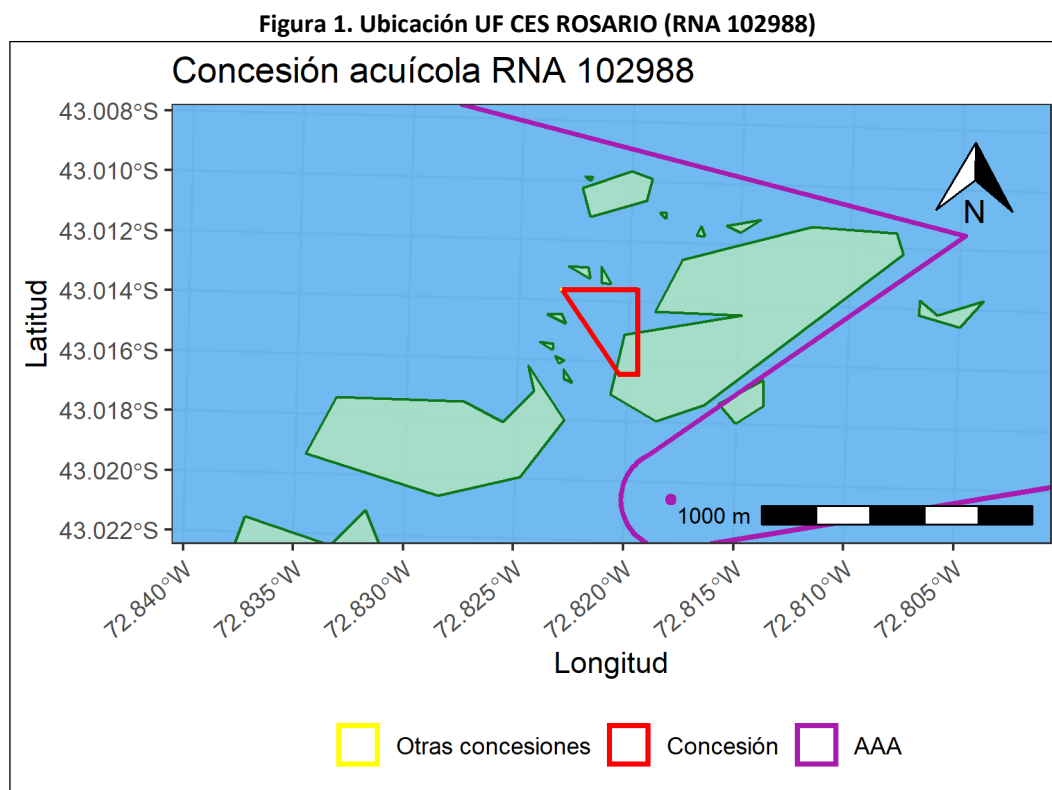 Figura 1. Ubicación UF CES ROSARIO (RNA 102988)
Concesión acuícola RNA 102988
43.008°S
43.010°S
43.012°S
43.014°S
43.016°S
43.018°S
43.020°S
43.022°S
Latitud
N
1000 m
72.840°W
72.835°W
72.830°W
72.825°W
72.820°W
72.815°W
72.810°W
72.805°W
Longitud
Otras concesiones
Concesión
AAA